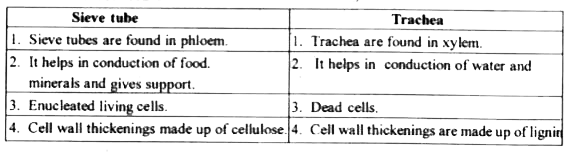 Sieve tube
Trachea
1. Sieve tubes are found in phloem.
1. Trachea are found in xylem.
2. It helps in conduction of food.
minerals and gives support.
2. It helps in conduction of water and
3. Enucleated living cells.
3. Dead cells.
4. Cell wall thickenings made up of cellulose.
4. Cell wall thickenings are made up of lignin